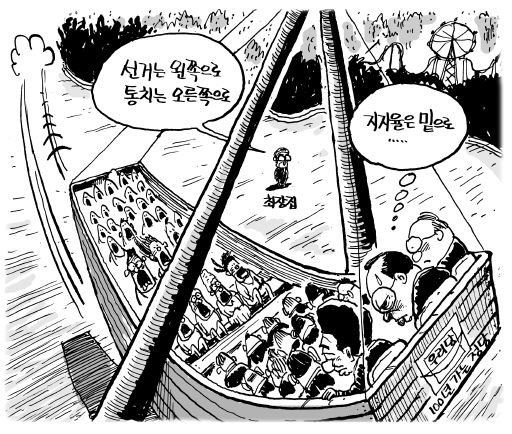 선거는 왼쪽으로
통치는 오른쪽으로
지지율은 밑으로
.....
최장집
우리당
100년 가는 정당